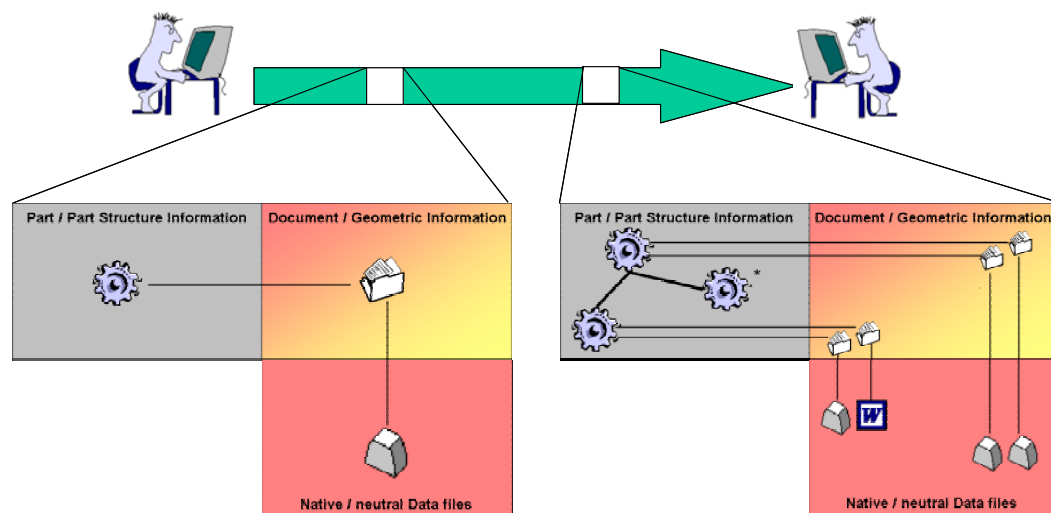 Part / Part Structure Information
Document / Geometric Information
Native / neutral Data files
Part / Part Structure Information
Document / Geometric Information
*
W
Native / neutral Data files